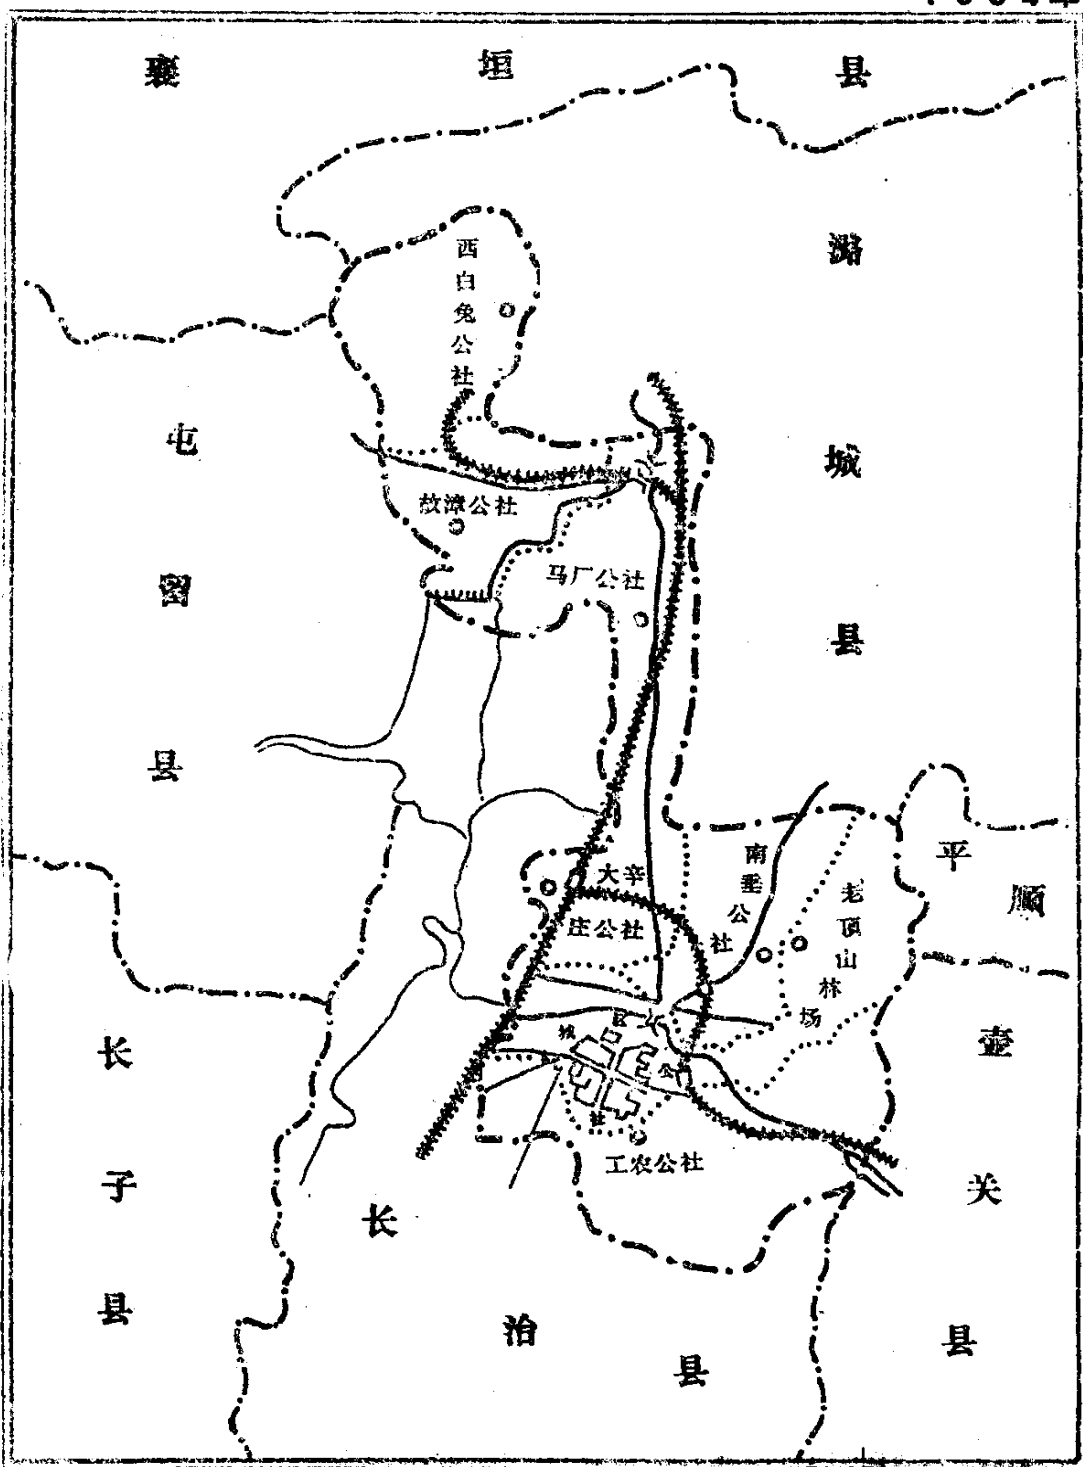 襄垣县
潞城县
西白兔公社
屯留县
故漳公社
马厂公社
平顺
大辛庄公社
南垂公社
老顶山林场
城区公社
长子县
壶关县
工农公社
长治县